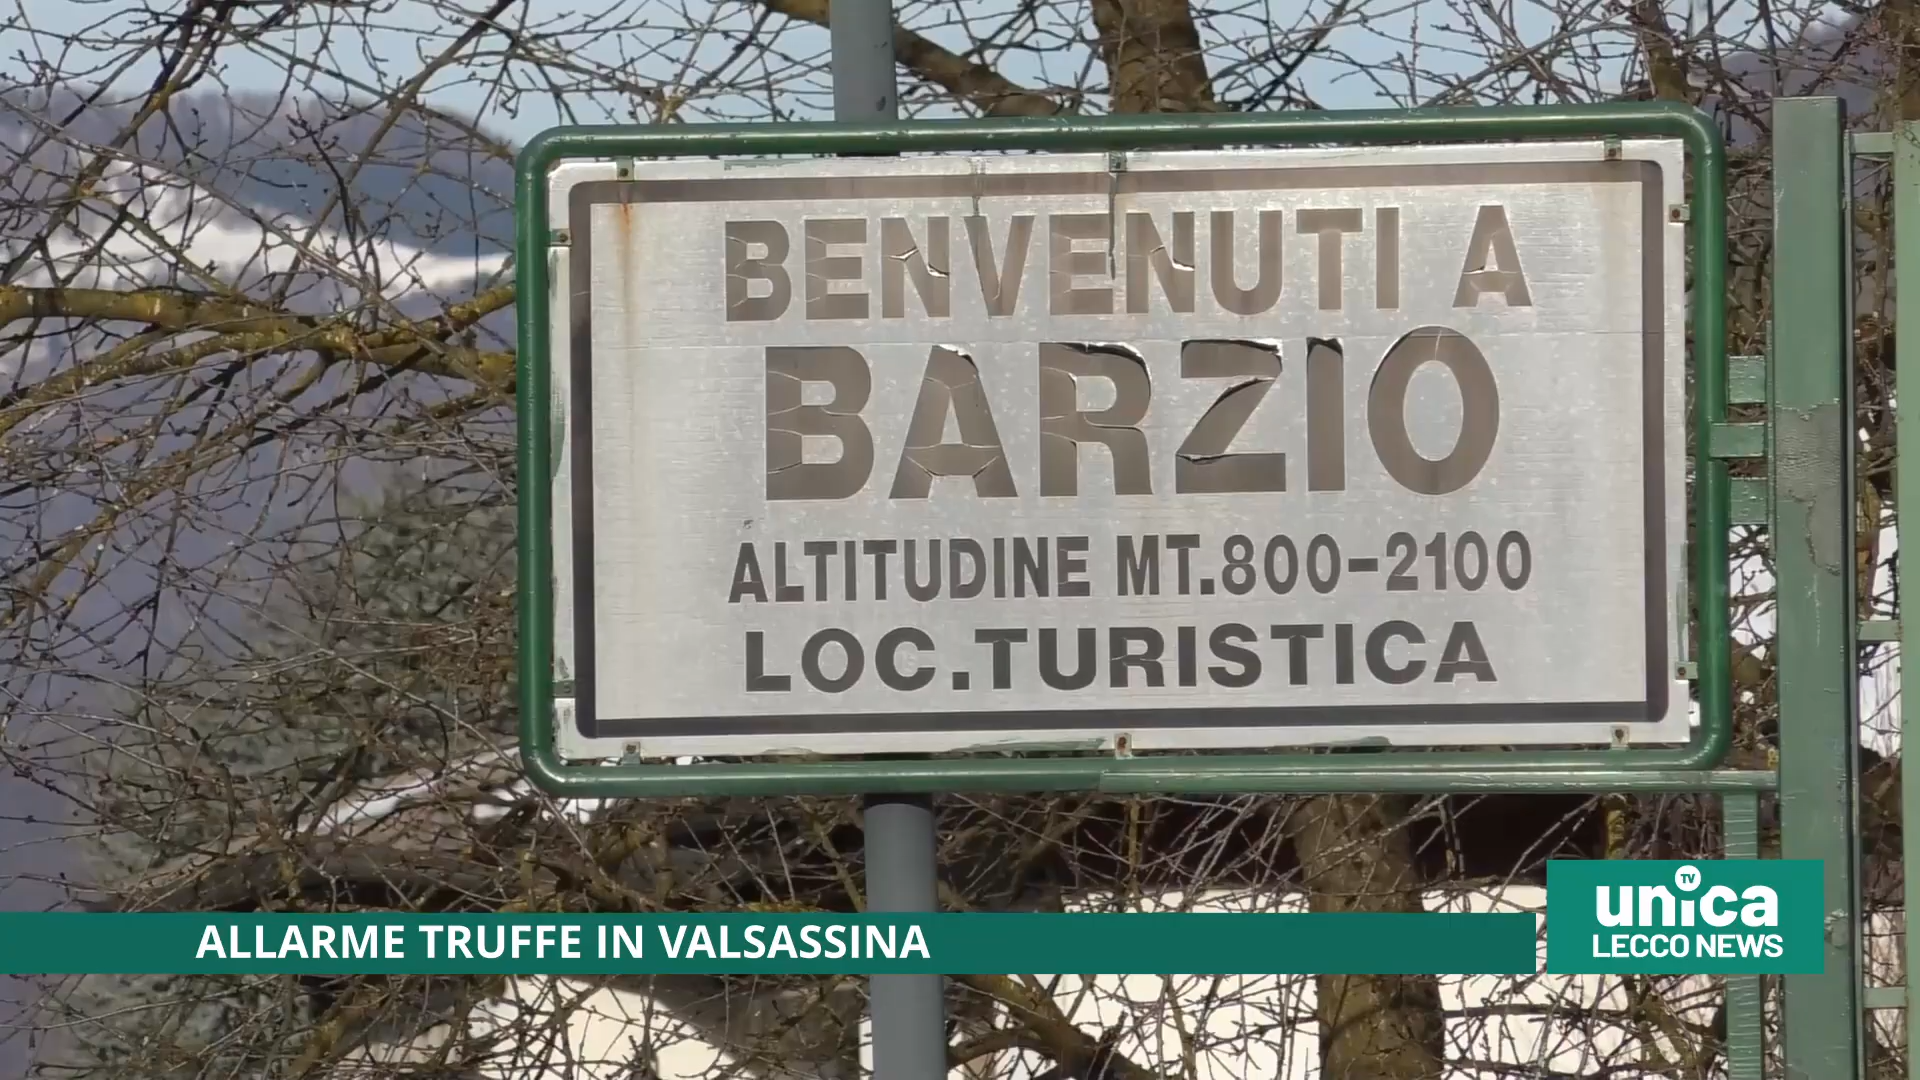 BENVENUTI A
BARZIO
ALTITUDINE MT.800-2100
LOC.TURISTICA
ALLARME TRUFFE IN VALSASSINA
unica TV
LECCO NEWS